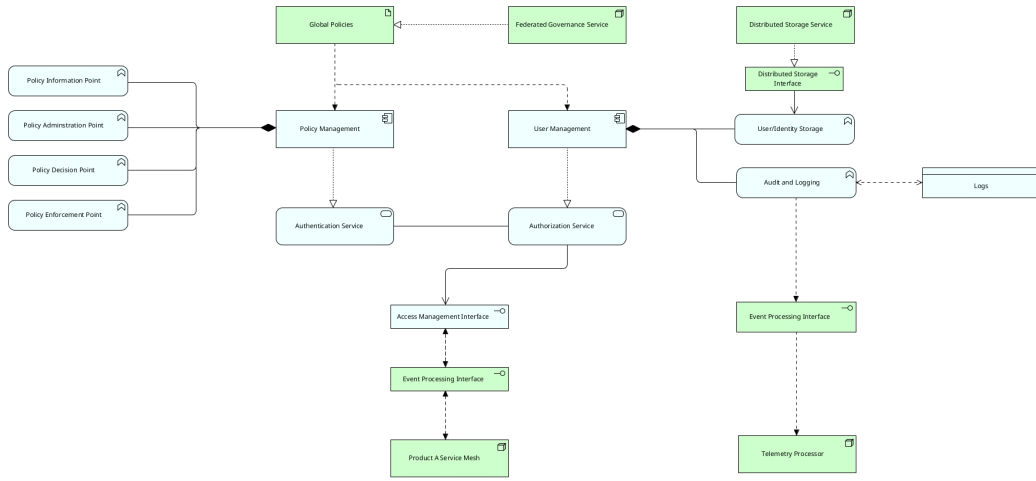 Global Policies
Federated Governance Service
Distributed Storage Service
Policy Information Point
Distributed Storage
Interface
Policy Adminstration Point
Policy Management
User Management
User/Identity Storage
Policy Decision Point
Audit and Logging
Logs
Policy Enforcement Point
Authentication Service
Authorization Service
Access Management Interface
Event Processing Interface
Event Processing Interface
Product A Service Mesh
Telemetry Processor